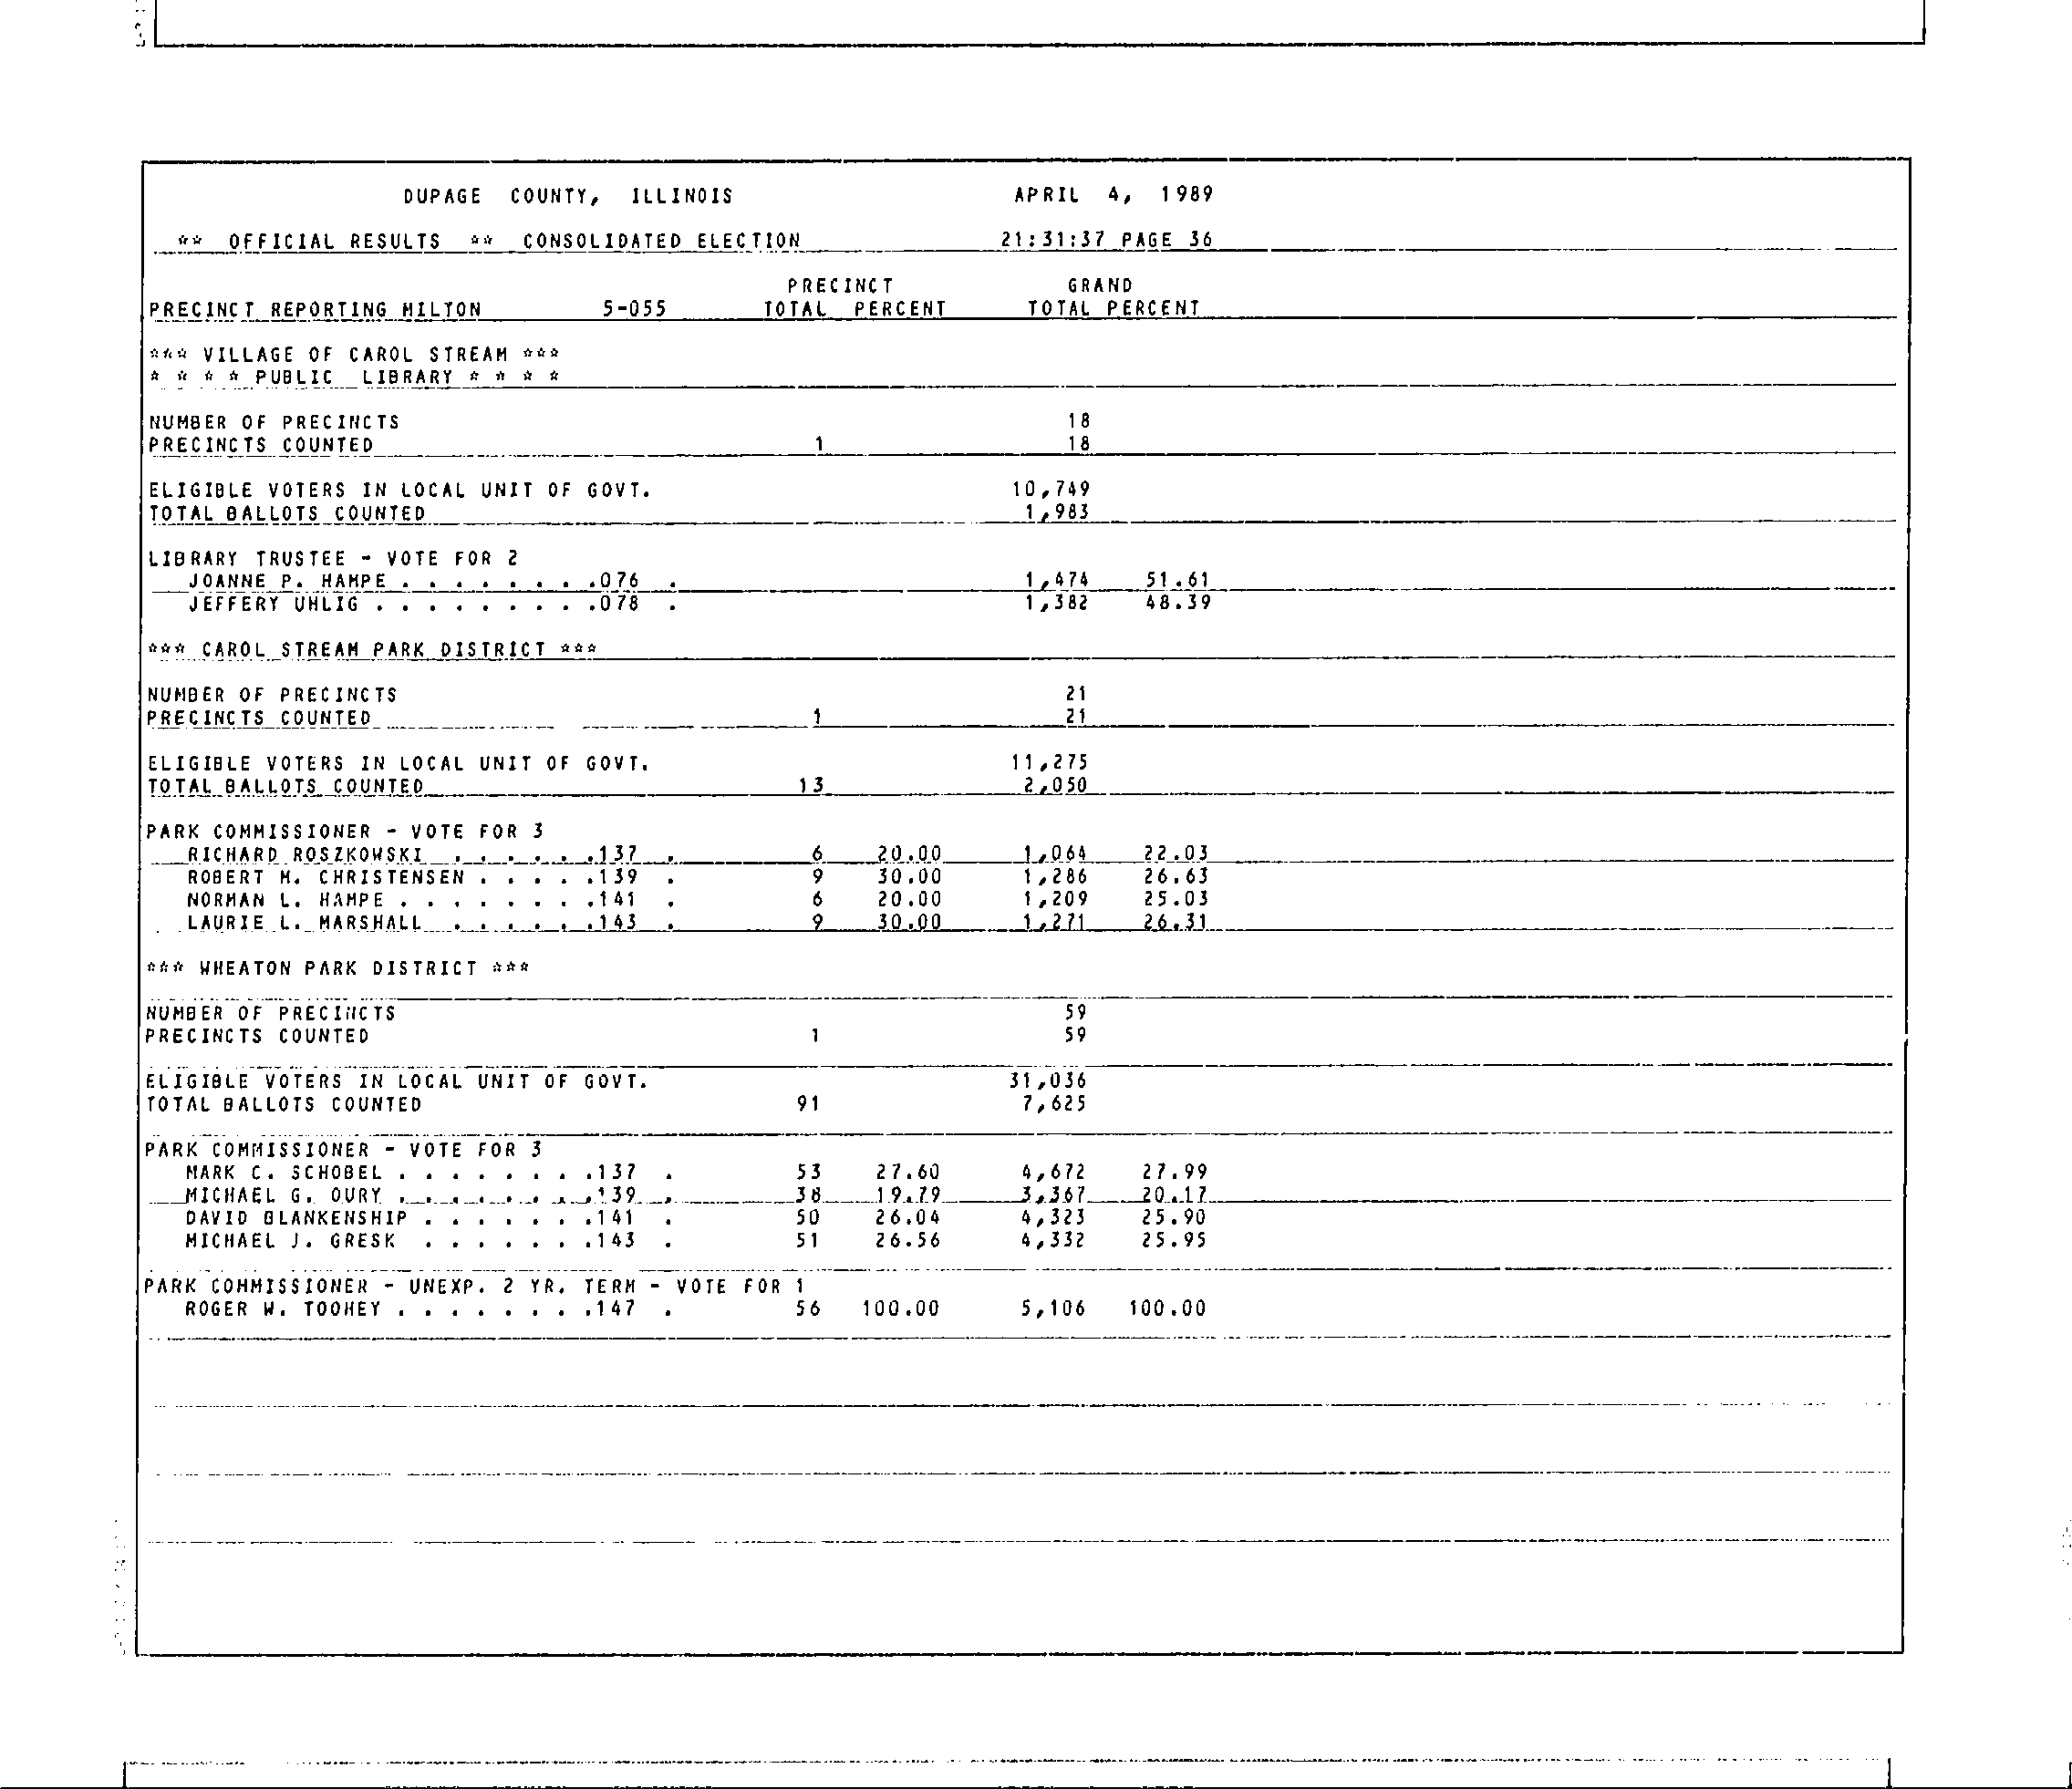 DUPAGE COUNTY, ILLINOIS APRIL 4, 1989
** OFFICIAL RESULTS ** CONSOLIDATED ELECTION 21:31:37 PAGE 36
PRECINCT GRAND
PRECINCT REPORTING MILTON 5-055 TOTAL PERCENT TOTAL PERCENT
*** VILLAGE OF CAROL STREAM ***
* * * * PUBLIC LIBRARY * * * *
NUMBER OF PRECINCTS 18
PRECINCTS COUNTED 1 18
ELIGIBLE VOTERS IN LOCAL UNIT OF GOVT. 10,749
TOTAL BALLOTS COUNTED 1,983
LIBRARY TRUSTEE - VOTE FOR 2
JOANNE P. HAMPE . . . . . . . .076 . 1,474 51.61
JEFFERY UHLIG . . . . . . . . .078 . 1,382 48.39
*** CAROL STREAM PARK DISTRICT ***
NUMBER OF PRECINCTS 21
PRECINCTS COUNTED 1 21
ELIGIBLE VOTERS IN LOCAL UNIT OF GOVT. 11,275
TOTAL BALLOTS COUNTED 13 2,050
PARK COMMISSIONER - VOTE FOR 3
RICHARD ROSZKOWSKI . . . . . .137 . 6 20.00 1,064 22.03
ROBERT M. CHRISTENSEN . . . . .139 . 9 30.00 1,286 26.63
NORMAN L. HAMPE . . . . . . . .141 . 6 20.00 1,209 25.03
LAURIE L. MARSHALL . . . . . .143 . 9 30.00 1,271 26.31
*** WHEATON PARK DISTRICT ***
NUMBER OF PRECINCTS 59
PRECINCTS COUNTED 1 59
ELIGIBLE VOTERS IN LOCAL UNIT OF GOVT. 31,036
TOTAL BALLOTS COUNTED 91 7,625
PARK COMMISSIONER - VOTE FOR 3
MARK C. SCHOBEL . . . . . . . .137 . 53 27.60 4,672 27.99
MICHAEL G. OURY . . . . . . . .139 . 38 19.79 3,367 20.17
DAVID BLANKENSHIP . . . . . . .141 . 50 26.04 4,323 25.90
MICHAEL J. GRESK . . . . . . .143 . 51 26.56 4,332 25.95
PARK COMMISSIONER - UNEXP. 2 YR. TERM - VOTE FOR 1
ROGER W. TOOHEY . . . . . . . .147 . 56 100.00 5,106 100.00